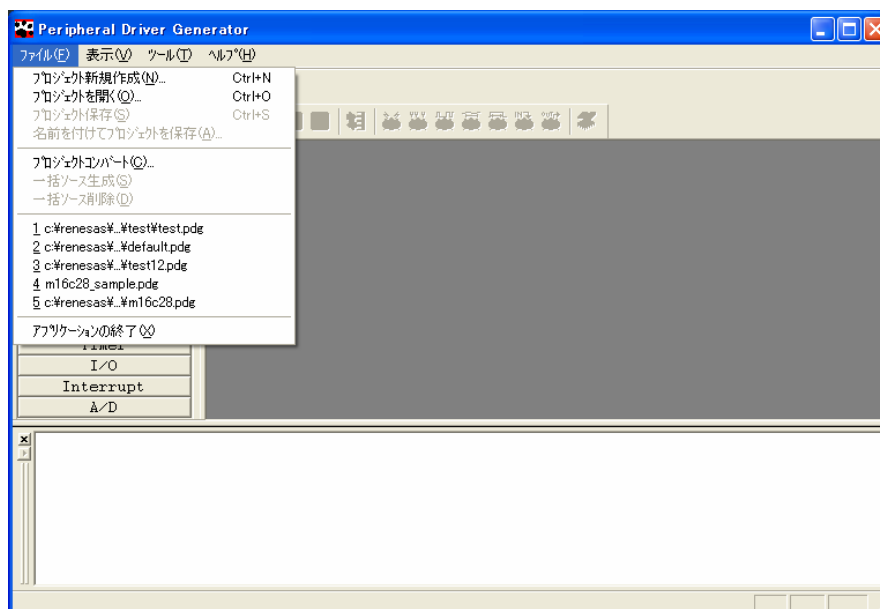 Peripheral Driver Generator
ファイル(F) 表示(V) ツール(T) ヘルプ(H)
プロジェクト新規作成(N)... Ctrl+N
プロジェクトを開く(O)... Ctrl+O
プロジェクト保存(S) Ctrl+S
名前を付けてプロジェクトを保存(A)...
プロジェクトコンバート(C)...
一括ソース生成(S)
一括ソース削除(D)
1 c:¥renesas¥...¥test¥test.pdg
2 c:¥renesas¥...¥default.pdg
3 c:¥renesas¥...¥test12.pdg
4 m16c28_sample.pdg
5 c:¥renesas¥...¥m16c28.pdg
アプリケーションの終了(X)
Timer
I/O
Interrupt
A/D